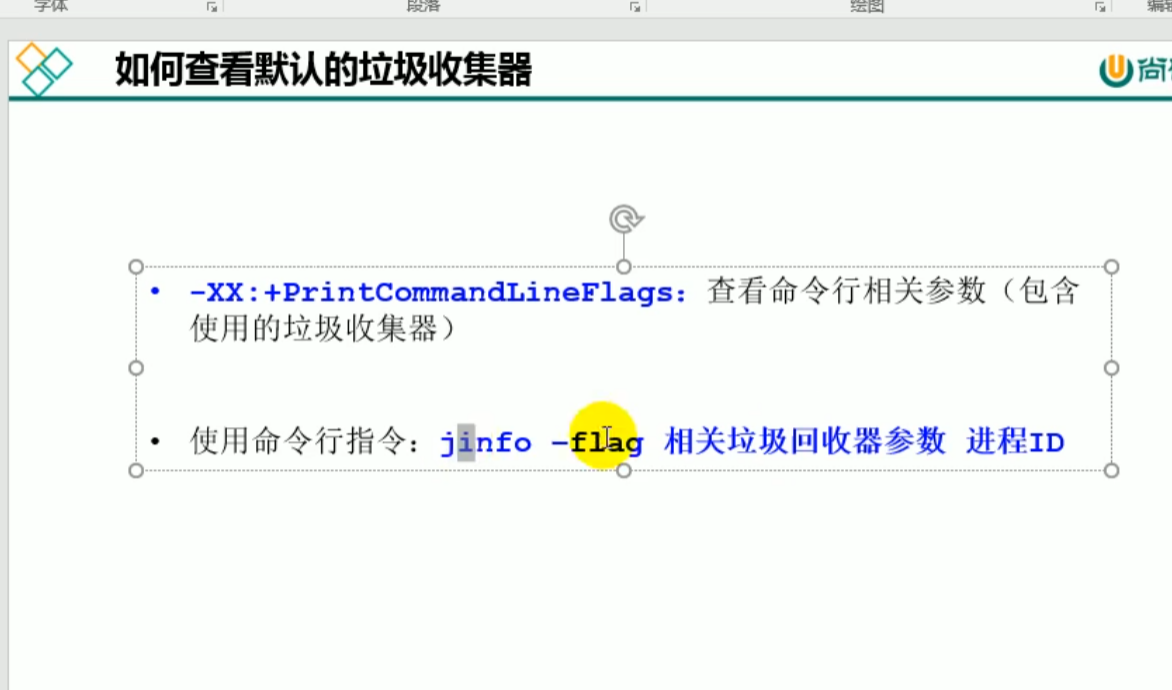 字体
段落
绘图
编辑
如何查看默认的垃圾收集器
尚
• -XX:+PrintCommandLineFlags：查看命令行相关参数（包含
使用的垃圾收集器）
• 使用命令行指令：jinfo -flag 相关垃圾回收器参数 进程ID